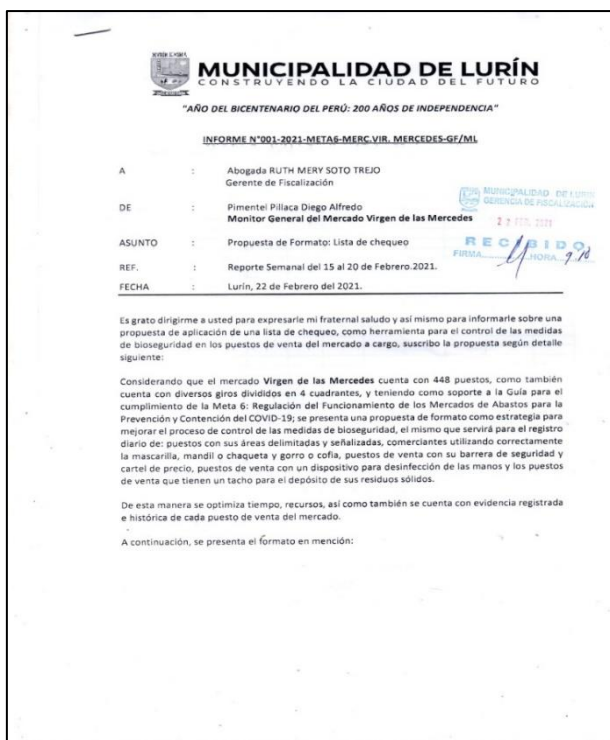 MUNICIPALIDAD DE LURÍN
CONSTRUYENDO LA CIUDAD DEL FUTURO
"AÑO DEL BICENTENARIO DEL PERÚ: 200 AÑOS DE INDEPENDENCIA"
INFORME N°001-2021-META6-MERC.VIR. MERCEDES-GF/ML
A : Abogada RUTH MERY SOTO TREJO
Gerente de Fiscalización
MUNICIPALIDAD DE LURIN
GERENCIA DE FISCALIZACIÓN
22 FEB. 2021
RECIBIDO
FIRMA HORA 9:10
DE : Pimentel Pillaca Diego Alfredo
Monitor General del Mercado Virgen de las Mercedes
ASUNTO : Propuesta de Formato: Lista de chequeo
REF. : Reporte Semanal del 15 al 20 de Febrero.2021.
FECHA : Lurín, 22 de Febrero del 2021.
Es grato dirigirme a usted para expresarle mi fraternal saludo y así mismo para informarle sobre una
propuesta de aplicación de una lista de chequeo, como herramienta para el control de las medidas
de bioseguridad en los puestos de venta del mercado a cargo, suscribo la propuesta según detalle
siguiente:
Considerando que el mercado Virgen de las Mercedes cuenta con 448 puestos, como también
cuenta con diversos giros divididos en 4 cuadrantes, y teniendo como soporte a la Guía para el
cumplimiento de la Meta 6: Regulación del Funcionamiento de los Mercados de Abastos para la
Prevención y Contención del COVID-19; se presenta una propuesta de formato como estrategia para
mejorar el proceso de control de las medidas de bioseguridad, el mismo que servirá para el registro
diario de: puestos con sus áreas delimitadas y señalizadas, comerciantes utilizando correctamente
la mascarilla, mandil o chaqueta y gorro o cofia, puestos de venta con su barrera de seguridad y
cartel de precio, puestos de venta con un dispositivo para desinfección de las manos y los puestos
de venta que tienen un tacho para el depósito de sus residuos sólidos.
De esta manera se optimiza tiempo, recursos, así como también se cuenta con evidencia registrada
e histórica de cada puesto de venta del mercado.
A continuación, se presenta el formato en mención: